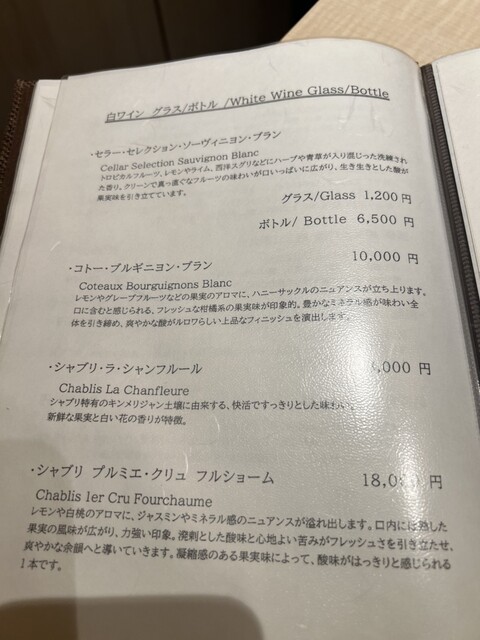 白ワイン グラス/ボトル /White Wine Glass/Bottle
・セラー・セレクション・ソーヴィニヨン・ブラン
Cellar Selection Sauvignon Blanc
トロピカルフルーツ、レモンやライム、西洋スグリなどにハーブや青草が入り混じった洗練され
た香り。クリーンで真っ直ぐなフルーツの味わいが口いっぱいに広がり、生き生きとした酸が
果実味を引き立てています。
グラス/Glass 1,200円
ボトル/ Bottle 6,500円
10,000 円
・コトー・ブルギニヨン・ブラン
Coteaux Bourguignons Blanc
レモンやグレープフルーツなどの果実のアロマに、ハニーサックルのニュアンスが立ち上ります。
口に含むと感じられる、フレッシュな柑橘系の果実味が印象的。豊かなミネラル感が味わい全
体を引き締め、爽やかな酸がルロワらしい上品なフィニッシュを演出します。
・シャブリ・ラ・シャンフルール
,000 円
Chablis La Chanfleure
シャブリ特有のキンメリジャン土壌に由来する、快活ですっきりとした味わい。
新鮮な果実と白い花の香りが特徴。
・シャブリ プルミエ・クリュ フルショーム
18,000 円
Chablis 1er Cru Fourchaume
レモンや白桃のアロマに、ジャスミンやミネラル感のニュアンスが溢れ出します。口内には熟した
果実の風味が広がり、力強い印象。溌剌とした酸味と心地よい苦みがフレッシュさを引き立たせ、
爽やかな余韻へと導いていきます。凝縮感のある果実味によって、酸味がはっきりと感じられる
1本です。